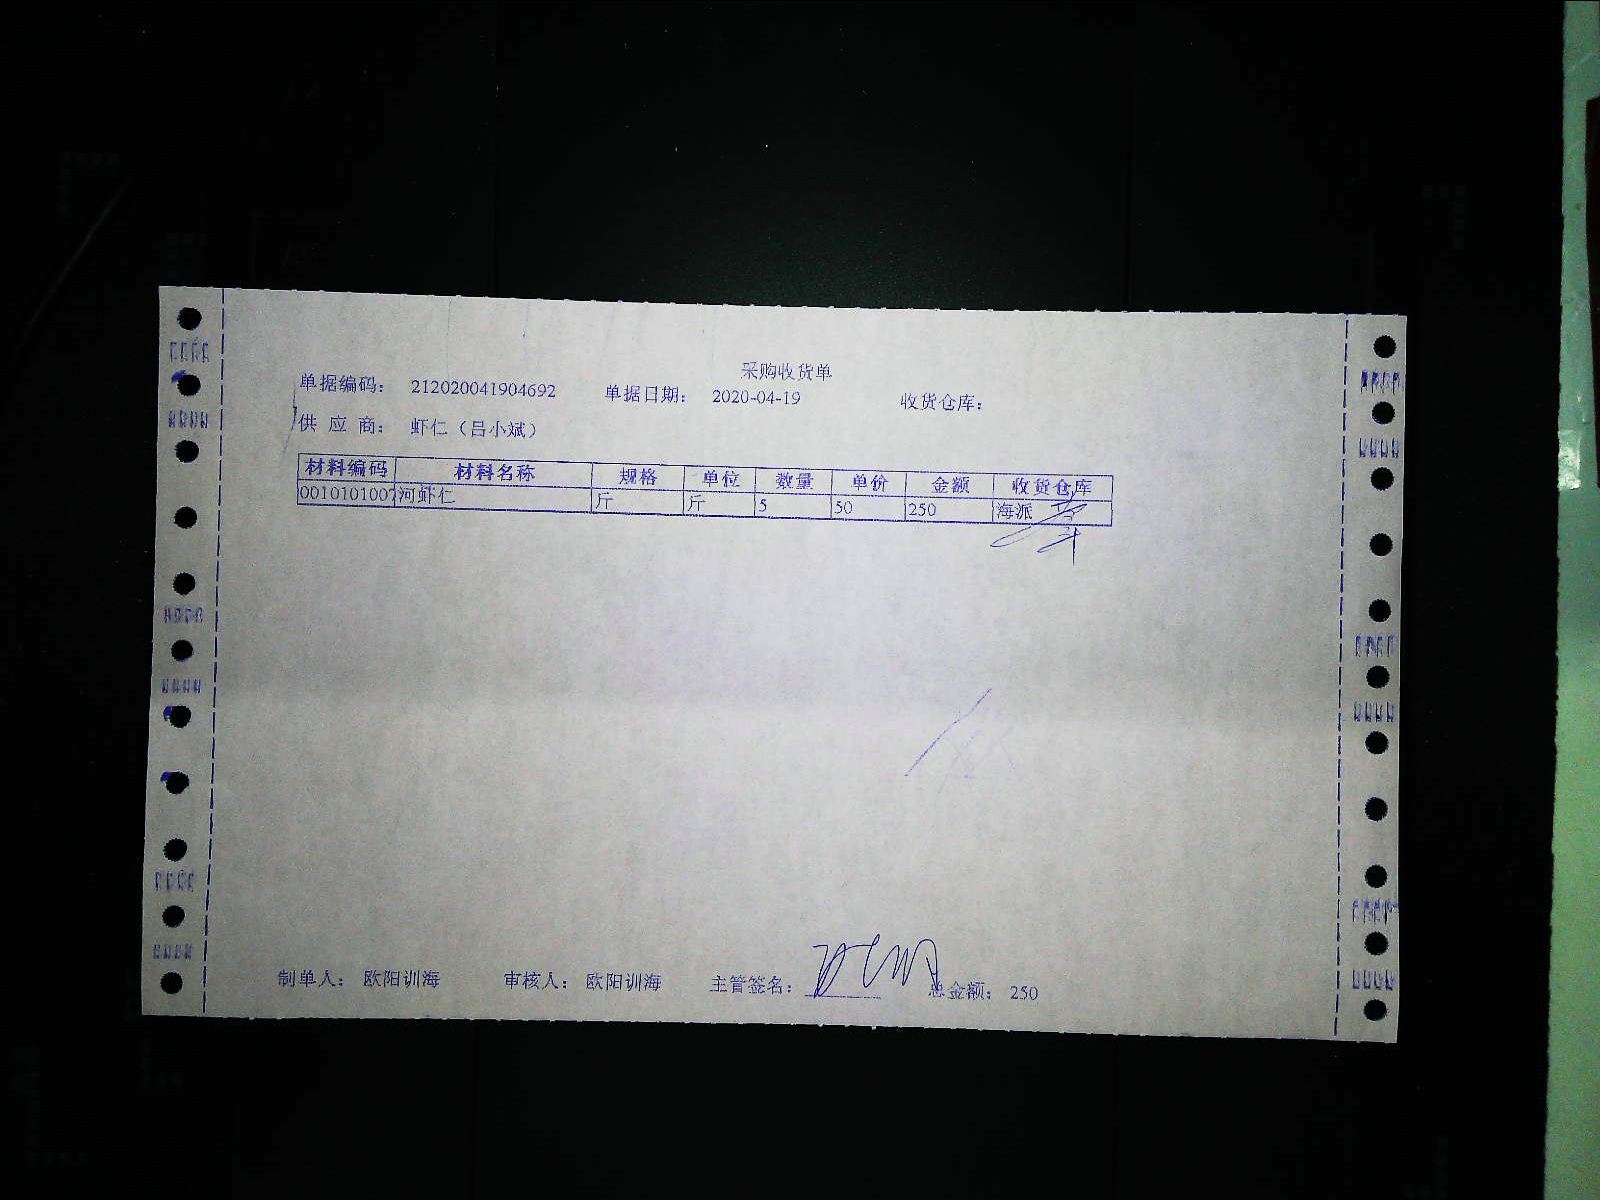 采购收货单
单据编码： 212020041904692 单据日期： 2020-04-19 收货仓库：
供 应 商： 虾仁（吕小斌）
材料编码 材料名称 规格 单位 数量 单价 金额 收货仓库
0010101007 河虾仁 斤 斤 5 50 250 海派
制单人： 欧阳训海 审核人： 欧阳训海 主管签名： 总金额： 250